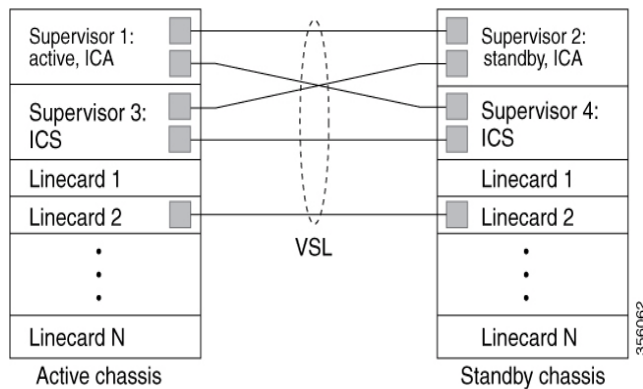 Supervisor 1:
active, ICA
Supervisor 3:
ICS
Linecard 1
Linecard 2
Linecard N
Active chassis
VSL
Supervisor 2:
standby, ICA
Supervisor 4:
ICS
Linecard 1
Linecard 2
Linecard N
Standby chassis
356062